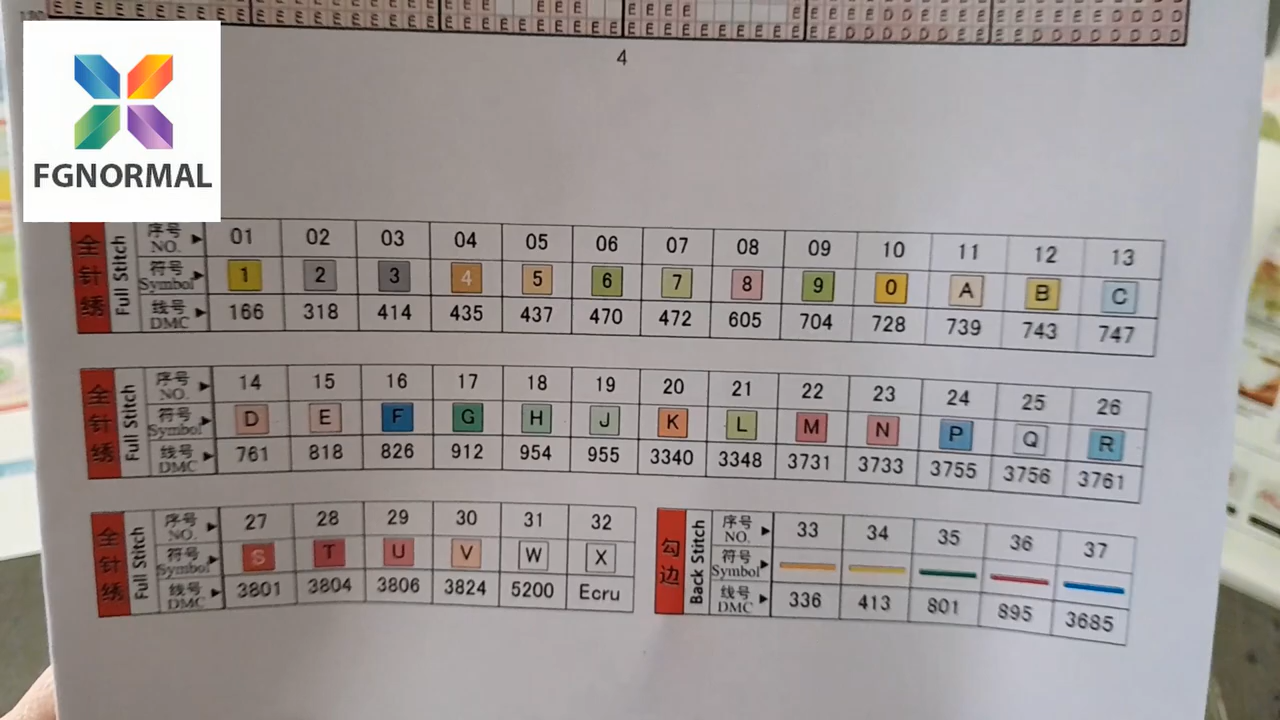 4
FGNORMAL
全针绣 Full Stitch
序号 NO. 01 02 03 04 05 06 07 08 09 10 11 12 13
符号 Symbol 1 2 3 4 5 6 7 8 9 0 A B C
线号 DMC 166 318 414 435 437 470 472 605 704 728 739 743 747
全针绣 Full Stitch
序号 NO. 14 15 16 17 18 19 20 21 22 23 24 25 26
符号 Symbol D E F G H J K L M N P Q R
线号 DMC 761 818 826 912 954 955 3340 3348 3731 3733 3755 3756 3761
全针绣 Full Stitch
序号 NO. 27 28 29 30 31 32
符号 Symbol S T U V W X
线号 DMC 3801 3804 3806 3824 5200 Ecru
勾边 Back Stitch
序号 NO. 33 34 35 36 37
符号 Symbol
线号 DMC 336 413 801 895 3685